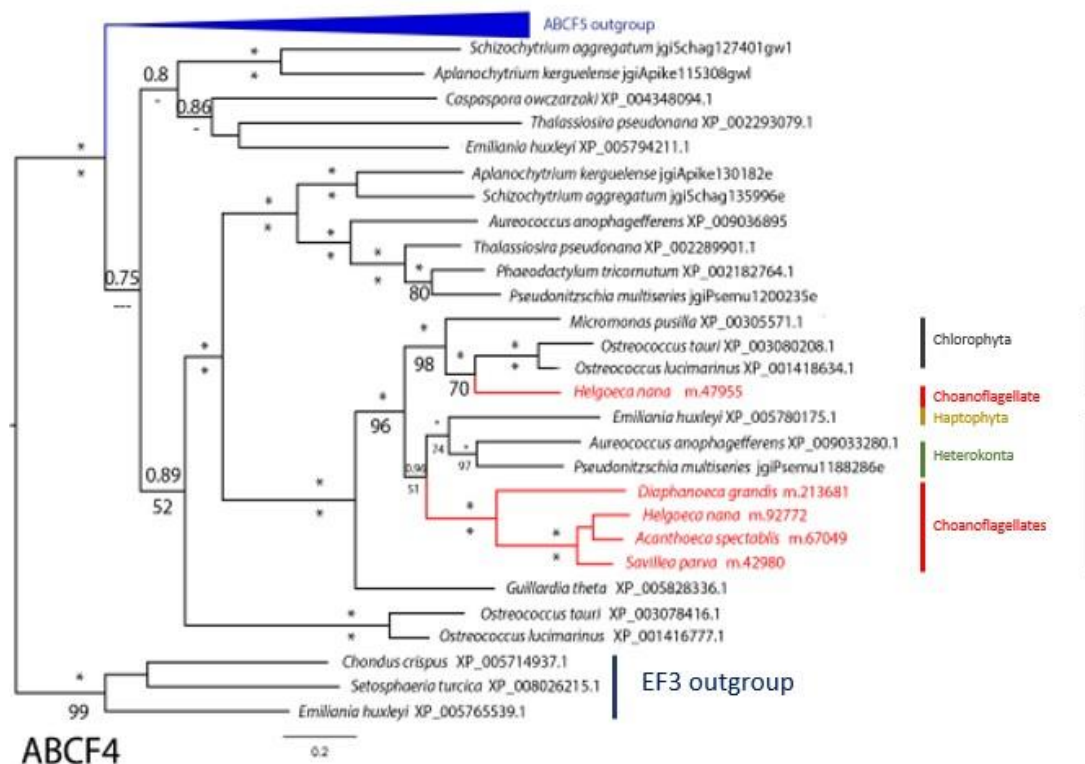 ABCF5 outgroup
Schizochytrium aggregatum jgiSchag127401gw1
*
0.8
*
Aplanochytrium kerguelense jgiApike115308gwl
-
0.86
Caspaspora owczarzaki XP_004348094.1
-
Thalassiosira pseudonana XP_002293079.1
*
Emiliania huxleyi XP_005794211.1
*
*
Aplanochytrium kerguelense jgiApike130182e
*
*
Schizochytrium aggregatum jgiSchag135996e
*
Aureococcus anophagefferens XP_009036895
*
*
Thalassiosira pseudonana XP_002289901.1
*
*
Phaeodactylum tricornutum XP_002182764.1
0.75
*
80
Pseudonitzschia multiseries jgiPsemu1200235e
---
Micromonas pusilla XP_00305571.1
*
98
*
*
Ostreococcus tauri XP_003080208.1
Chlorophyta
*
*
*
Ostreococcus lucimarinus XP_001418634.1
70
Helgoeca nana m.47955
Choanoflagellate
*
96
Emiliania huxleyi XP_005780175.1
Haptophyta
*
74
*
Aureococcus anophagefferens XP_009033280.1
Heterokonta
97
Pseudonitzschia multiseries jgiPsemu1188286e
0.89
52
0.96
51
*
*
Diaphanoeca grandis m.213681
*
*
Helgoeca nana m.92772
Choanoflagellates
*
*
Acanthoeca spectablis m.67049
Savillea parva m.42980
Guillardia theta XP_005828336.1
*
*
Ostreococcus tauri XP_003078416.1
Ostreococcus lucimarinus XP_001416777.1
*
99
Chondus crispus XP_005714937.1
Setosphaeria turcica XP_008026215.1
EF3 outgroup
Emiliania huxleyi XP_005765539.1
ABCF4
0.2